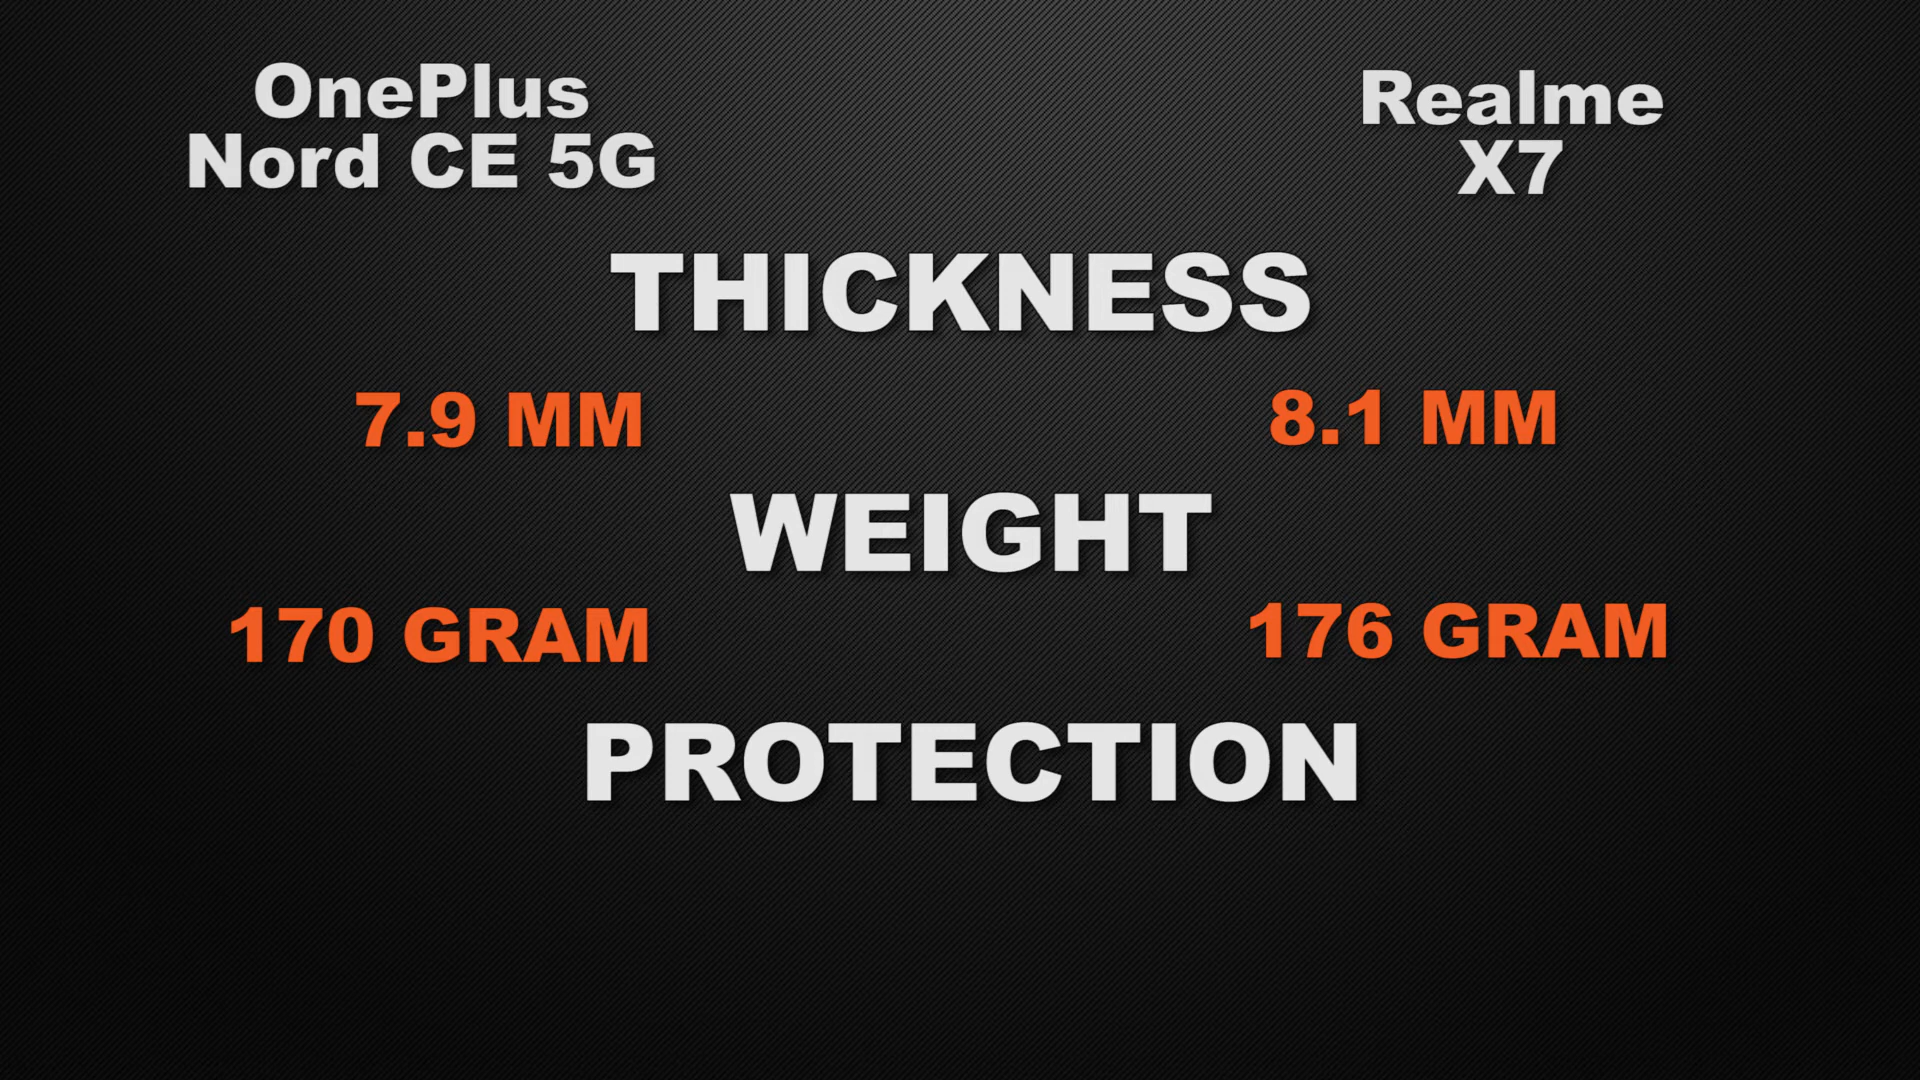 OnePlus
Nord CE 5G
Realme
X7
THICKNESS
7.9 MM
8.1 MM
WEIGHT
170 GRAM
176 GRAM
PROTECTION